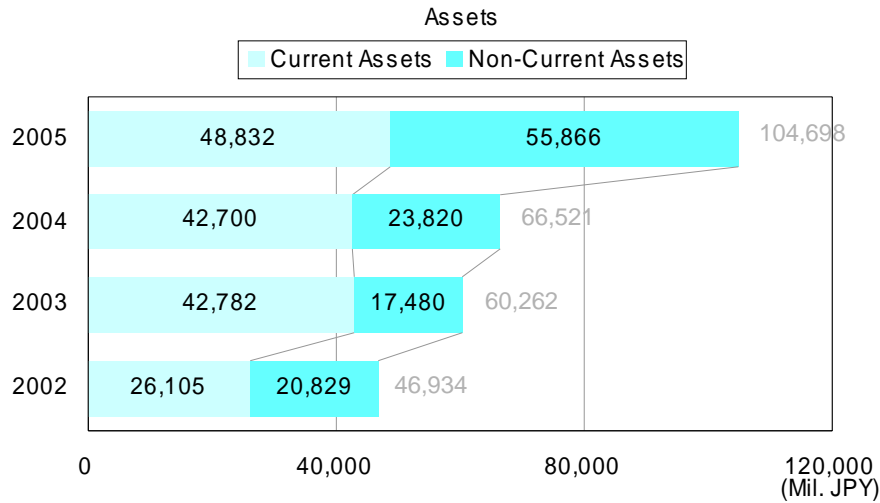 Assets
Current Assets Non-Current Assets
2005 48,832 55,866 104,698
2004 42,700 23,820 66,521
2003 42,782 17,480 60,262
2002 26,105 20,829 46,934
0 40,000 80,000 120,000
(Mil. JPY)